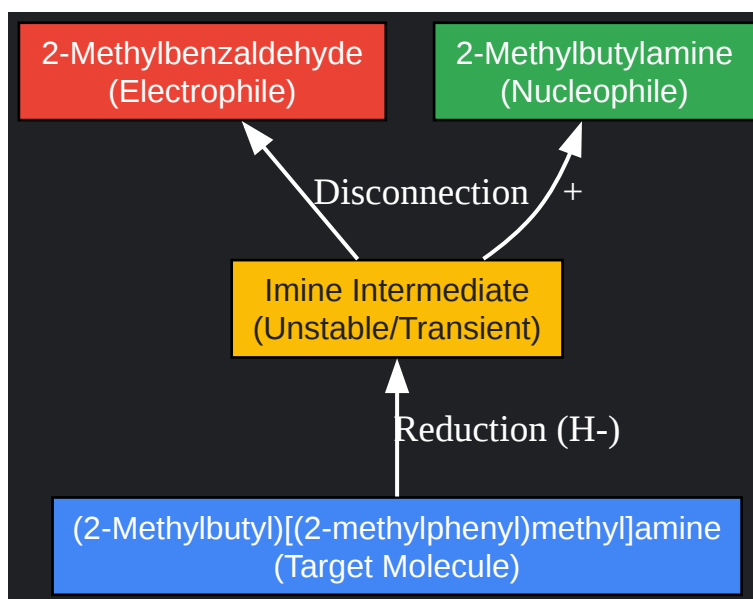 2-Methylbenzaldehyde
(Electrophile)
2-Methylbutylamine
(Nucleophile)
Disconnection
+
Imine Intermediate
(Unstable/Transient)
Reduction (H-)
(2-Methylbutyl)[(2-methylphenyl)methyl]amine
(Target Molecule)